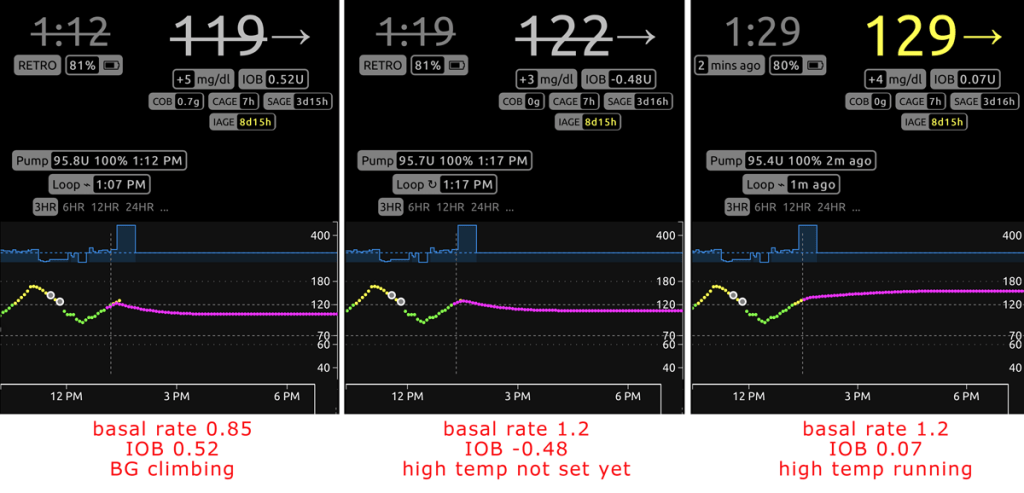 1:12
119→
RETRO 81%
+5 mg/dl IOB 0.52U
COB 0.7g CAGE 7h SAGE 3d15h
IAGE 8d15h
Pump 95.8U 100% 1:12 PM
Loop ⌁ 1:07 PM
3HR 6HR 12HR 24HR ...
400
180
120
70
60
40
12 PM 3 PM 6 PM
basal rate 0.85
IOB 0.52
BG climbing
1:19
122→
RETRO 81%
+3 mg/dl IOB -0.48U
COB 0g CAGE 7h SAGE 3d16h
IAGE 8d15h
Pump 95.7U 100% 1:17 PM
Loop ↻ 1:17 PM
3HR 6HR 12HR 24HR ...
400
180
120
70
60
40
12 PM 3 PM 6 PM
basal rate 1.2
IOB -0.48
high temp not set yet
1:29
129→
2 mins ago 80%
+4 mg/dl IOB 0.07U
COB 0g CAGE 7h SAGE 3d16h
IAGE 8d15h
Pump 95.4U 100% 2m ago
Loop ⌁ 1m ago
3HR 6HR 12HR 24HR ...
400
180
120
70
60
40
12 PM 3 PM 6 PM
basal rate 1.2
IOB 0.07
high temp running